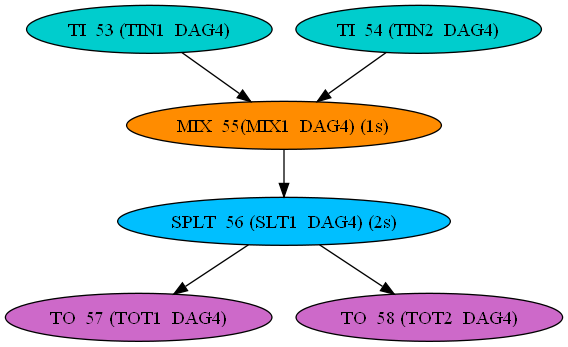 TI  53 (TIN1  DAG4)
TI  54 (TIN2  DAG4)
MIX  55(MIX1  DAG4) (1s)
SPLT  56 (SLT1  DAG4) (2s)
TO  57 (TOT1  DAG4)
TO  58 (TOT2  DAG4)